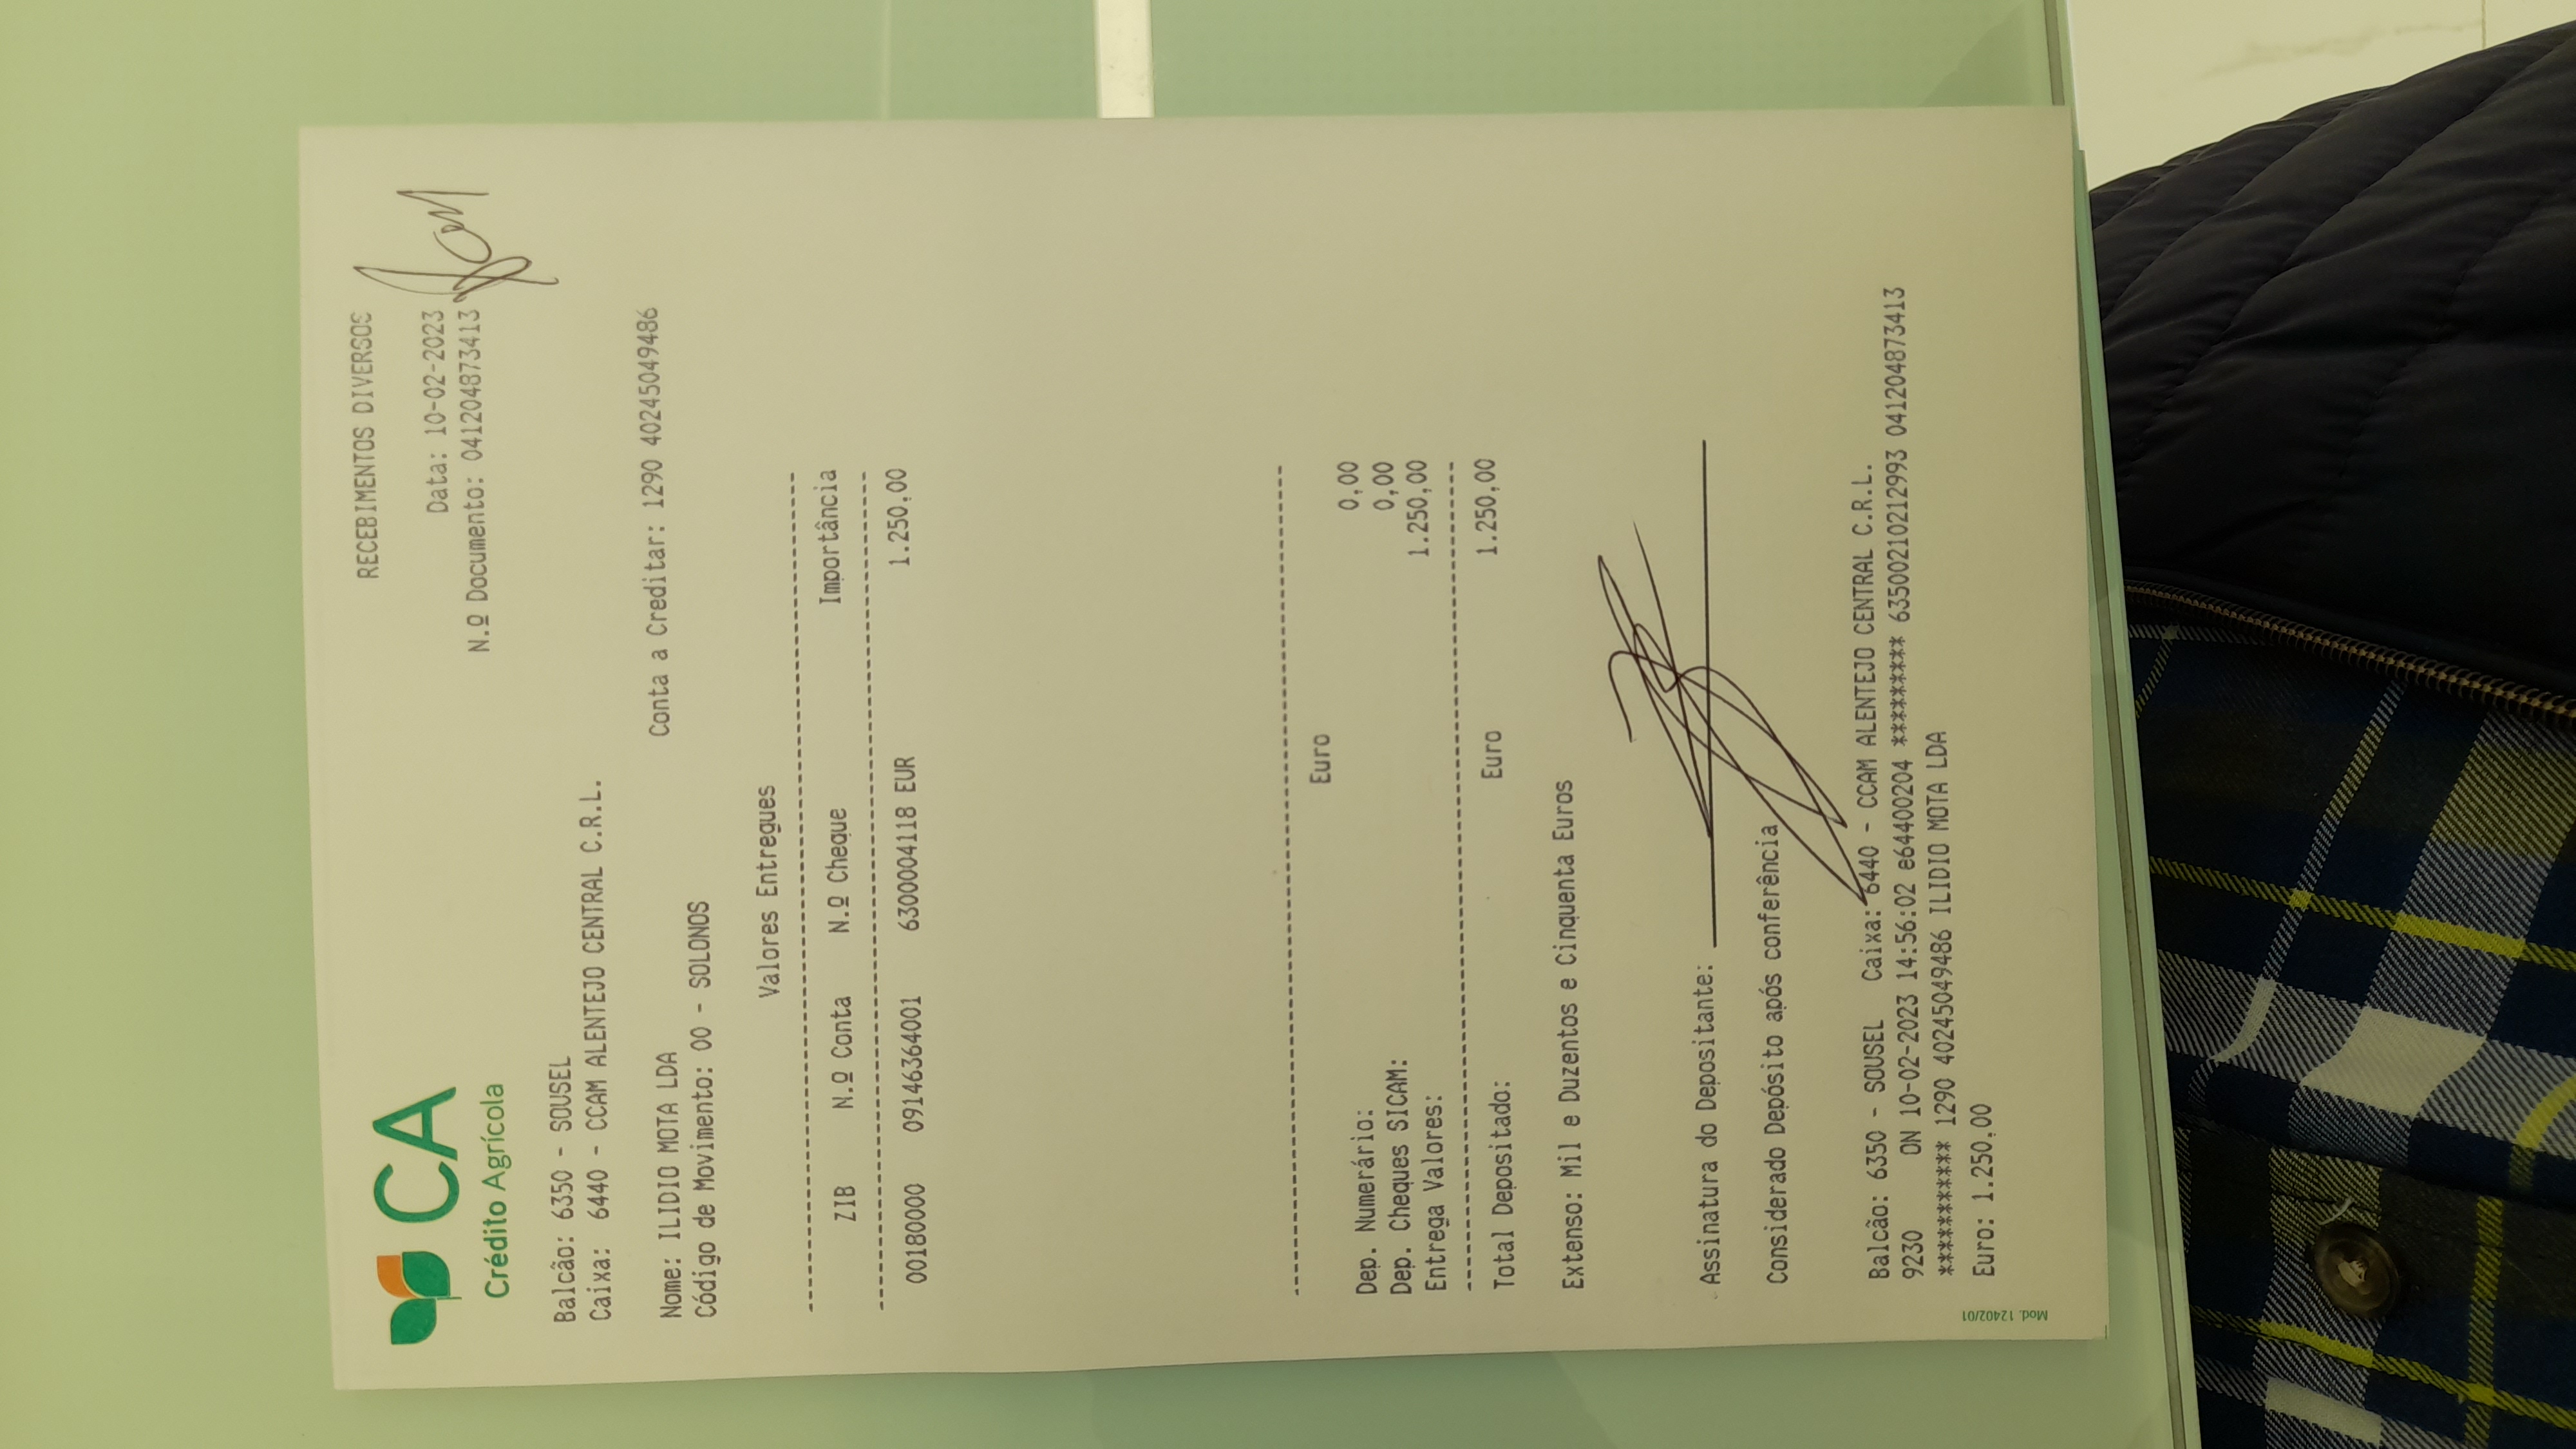 CA
Crédito Agrícola
RECEBIMENTOS DIVERSOS
Data: 10-02-2023
N.º Documento: 041204873413
Balcão: 6350 - SOUSEL
Caixa: 6440 - CCAM ALENTEJO CENTRAL C.R.L.
Conta a Creditar: 1290 40245049486
Nome: ILIDIO MOTA LDA
Código de Movimento: 00 - SOLONOS
Valores Entregues
ZIB N.º Conta N.º Cheque Importância
00180000 09146364001 6300004118 EUR 1.250,00
Euro
Dep. Numerário: 0,00
Dep. Cheques SICAM: 0,00
Entrega Valores: 1.250,00
Total Depositado: Euro 1.250,00
Extenso: Mil e Duzentos e Cinquenta Euros
Assinatura do Depositante:
Considerado Depósito após conferência
Balcão: 6350 - SOUSEL Caixa: 6440 - CCAM ALENTEJO CENTRAL C.R.L.
9230 ON 10-02-2023 14:56:02 e64400204 ******** 635002102212993 041204873413
********** 1290 40245049486 ILIDIO MOTA LDA
Euro: 1.250,00
Mod. 12402/01